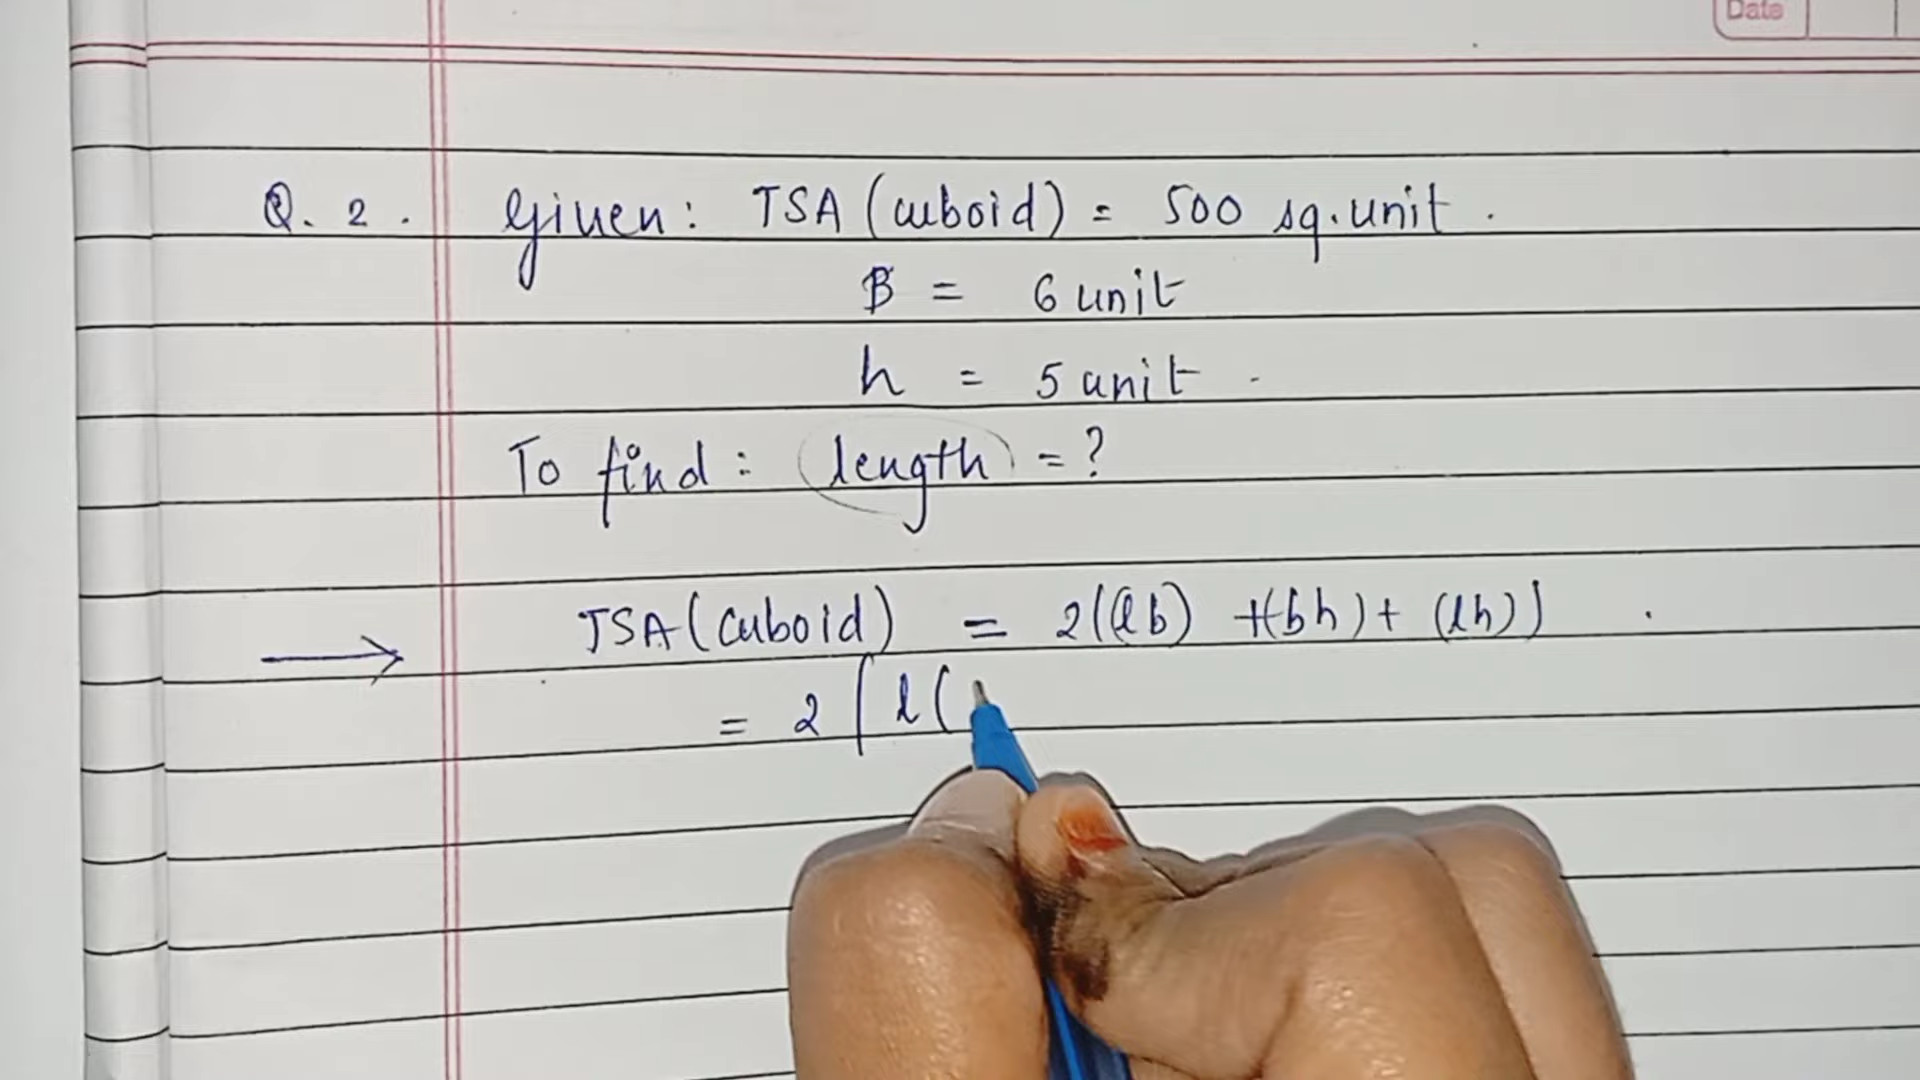 Date
Q. 2. Given: TSA (cuboid) = 500 sq. unit.
B = 6 unit
h = 5 unit.
To find: length = ?
TSA (cuboid) = 2((lb) + (bh) + (lh))
= 2 [ l (